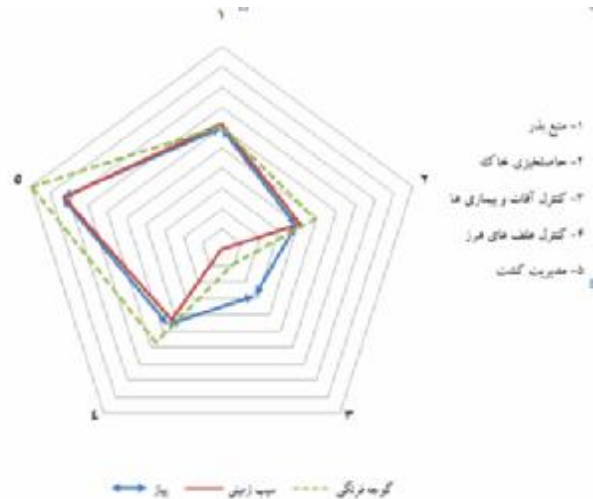 ۱
۲
۳
۴
۵
۱- منبع بذر
۲- حاصلخیزی خاک
۳- کنترل آفات و بیماری ها
۴- کنترل علف های هرز
۵- مدیریت کشت
پیاز
سیب زمینی
گوجه فرنگی